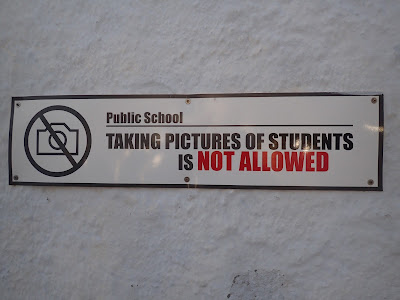 Public School
TAKING PICTURES OF STUDENTS
IS NOT ALLOWED